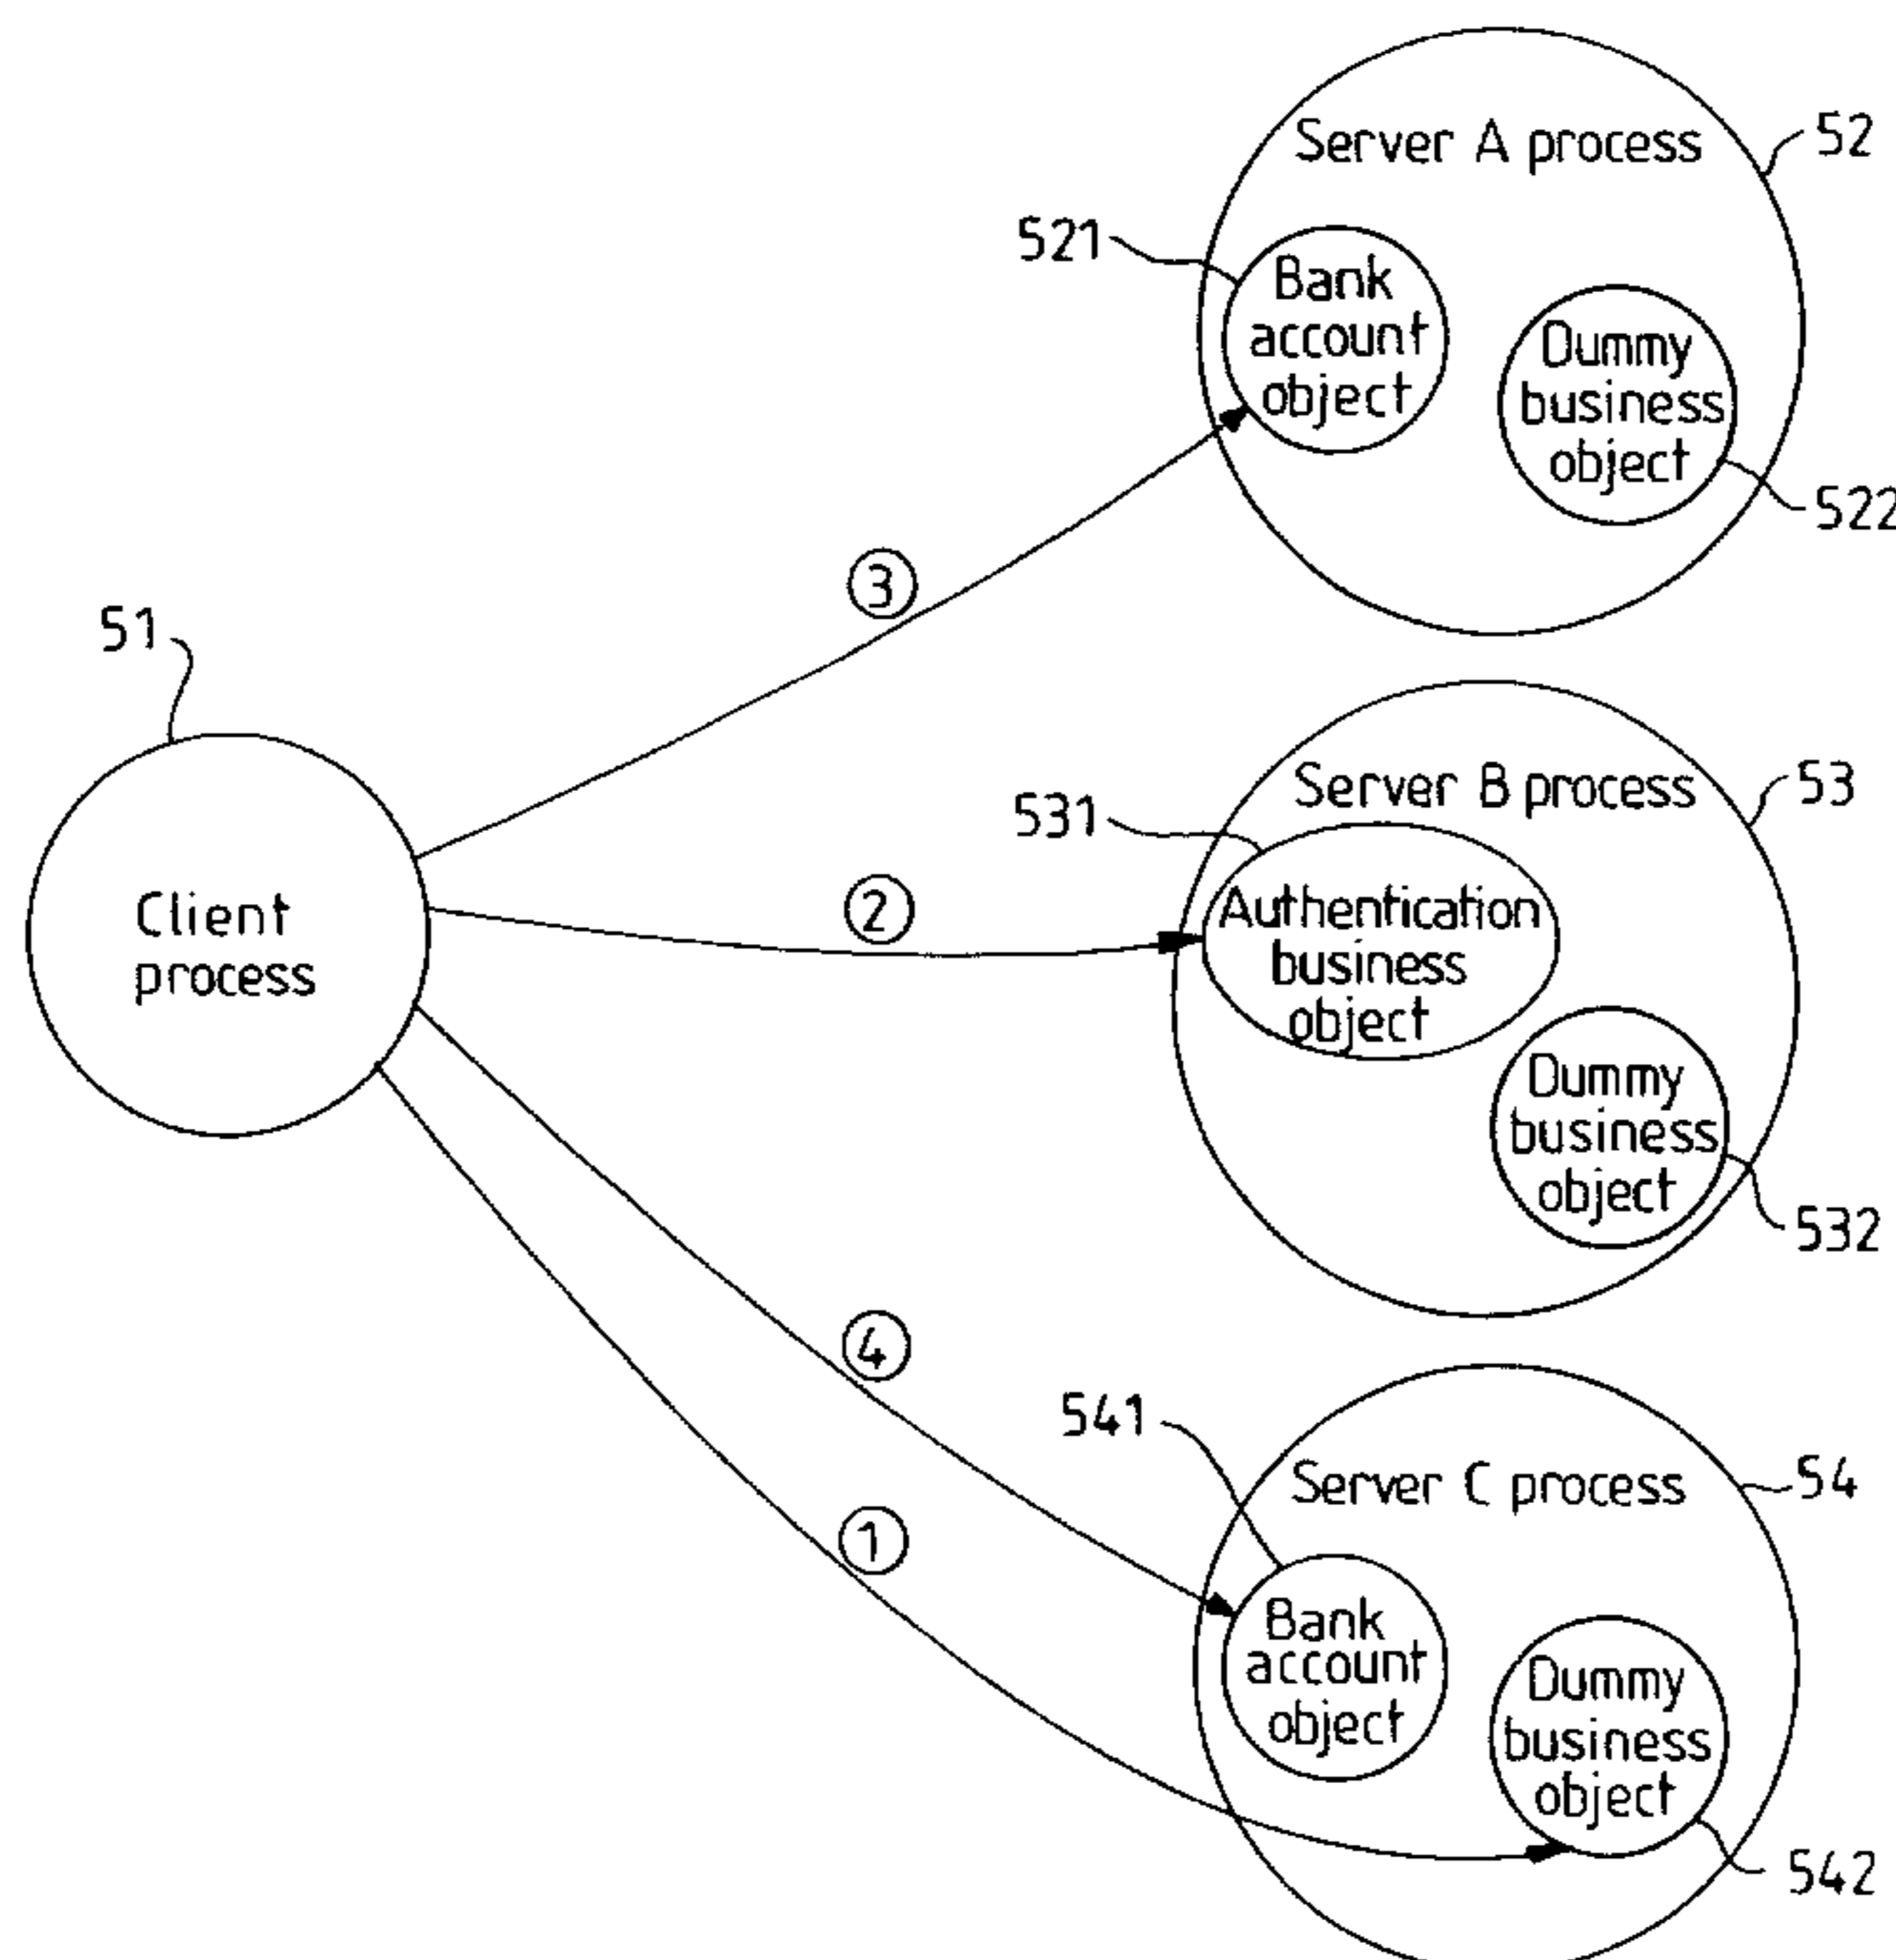 Server A process
52
521
Bank
account
object
Dummy
business
object
522
3
51
Client
process
Server B process
53
531
2
Authentication
business
object
Dummy
business
object
532
4
541
Server C process
54
1
Bank
account
object
Dummy
business
object
542